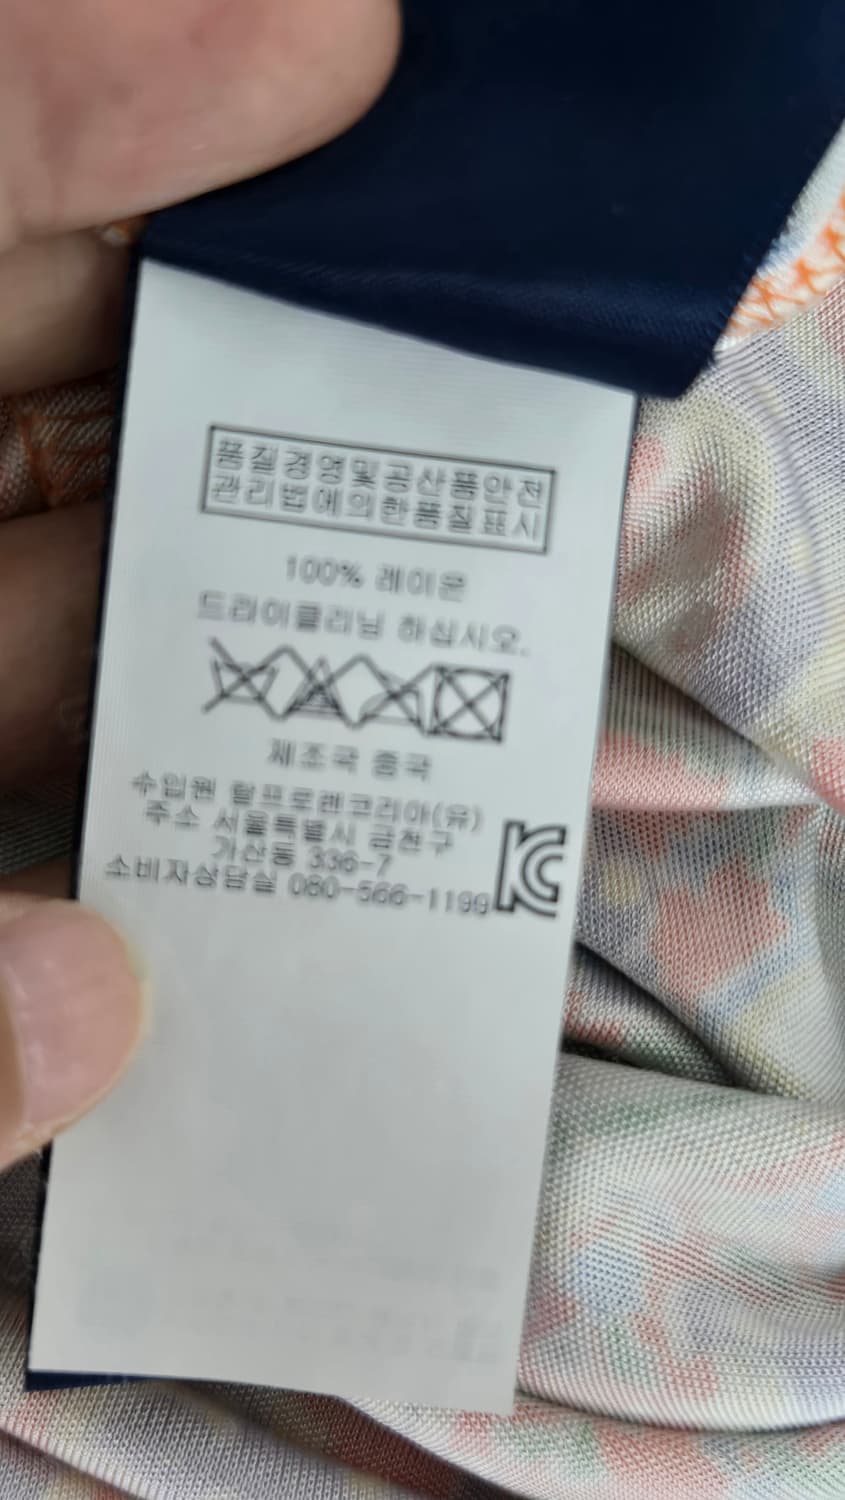 품질경영및공산품안전
관리법에의한품질표시
100% 레이온
드라이클리닝 하십시오.
제조국 중국
수입원 랄프로렌코리아(유)
주소 서울특별시 금천구
가산동 336-7
소비자상담실 080-566-1199
KC